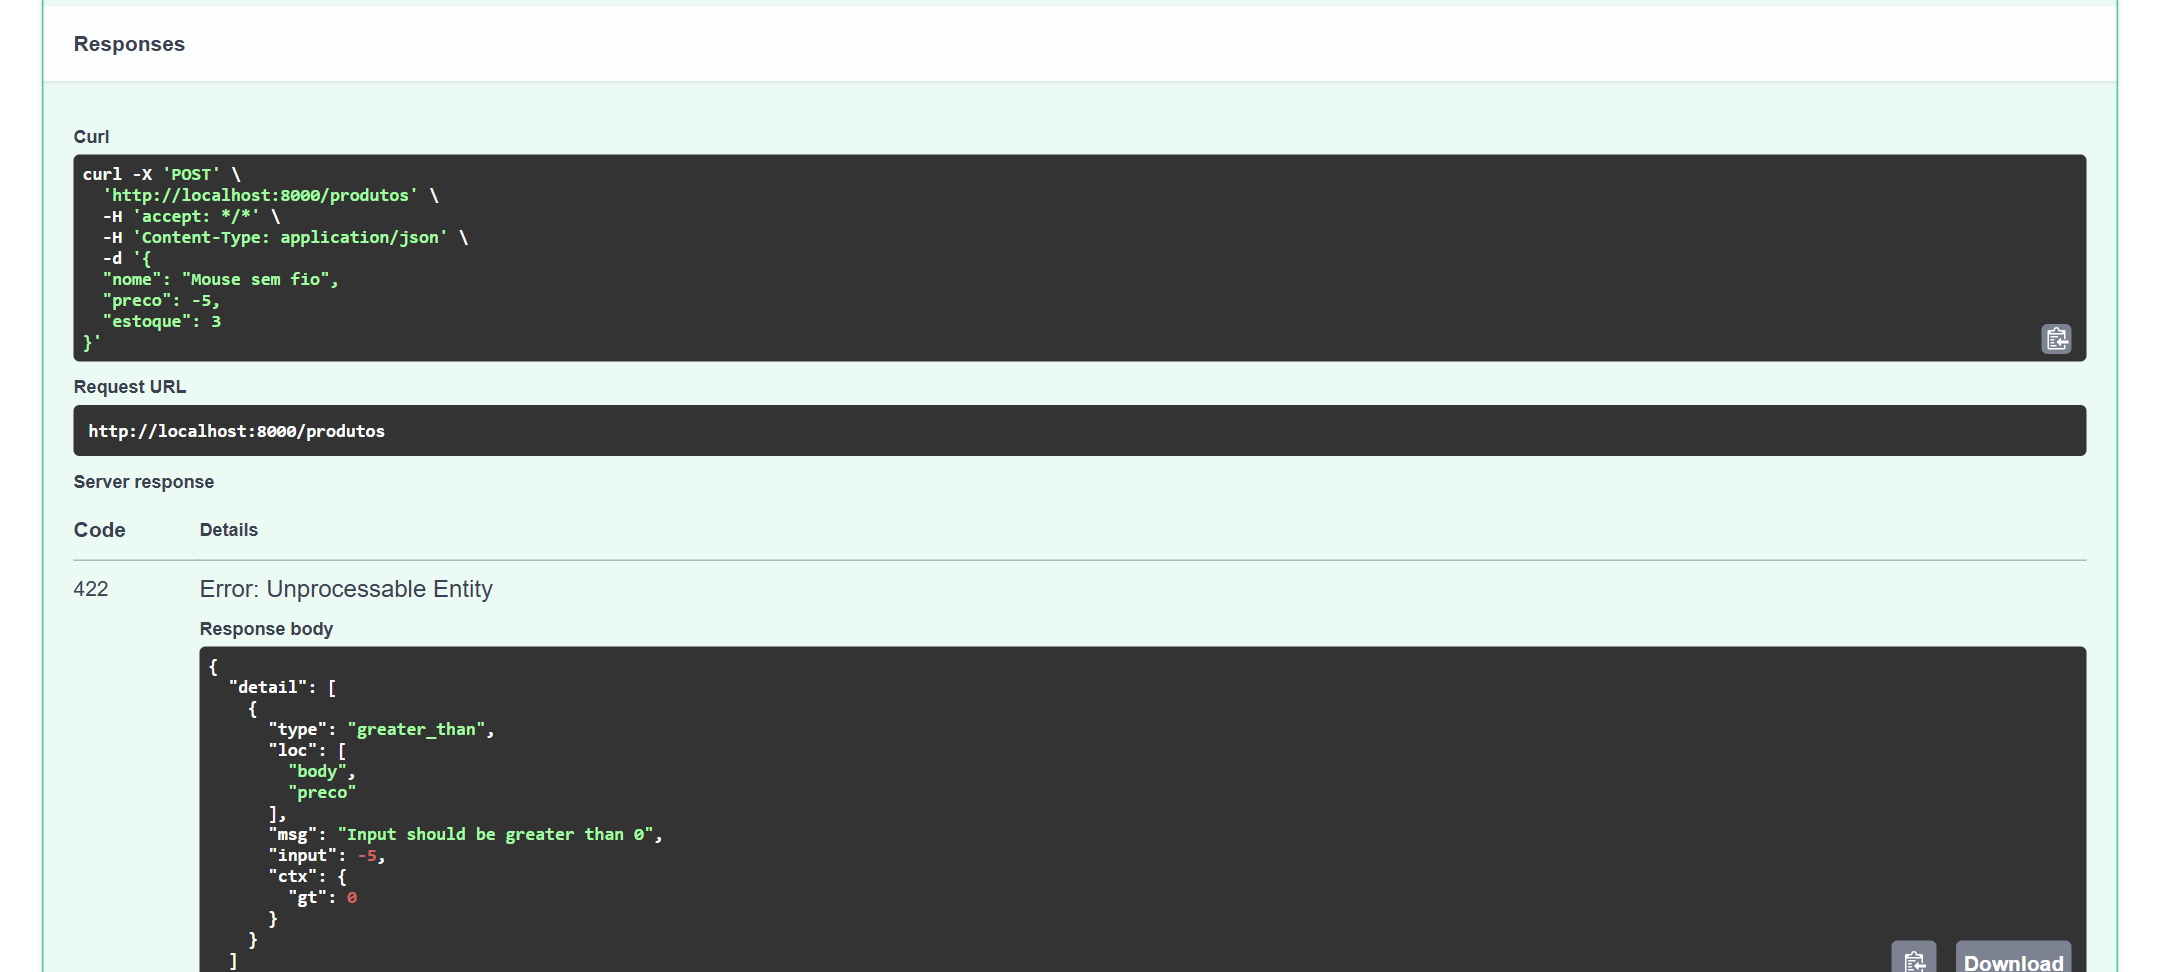 Responses
Curl
curl -X 'POST' \
  'http://localhost:8000/produtos' \
  -H 'accept: */*' \
  -H 'Content-Type: application/json' \
  -d '{
  "nome": "Mouse sem fio",
  "preco": -5,
  "estoque": 3
}'
Request URL
http://localhost:8000/produtos
Server response
Code Details
422 Error: Unprocessable Entity
Response body
{
  "detail": [
    {
      "type": "greater_than",
      "loc": [
        "body",
        "preco"
      ],
      "msg": "Input should be greater than 0",
      "input": -5,
      "ctx": {
        "gt": 0
      }
    }
  ]
Download